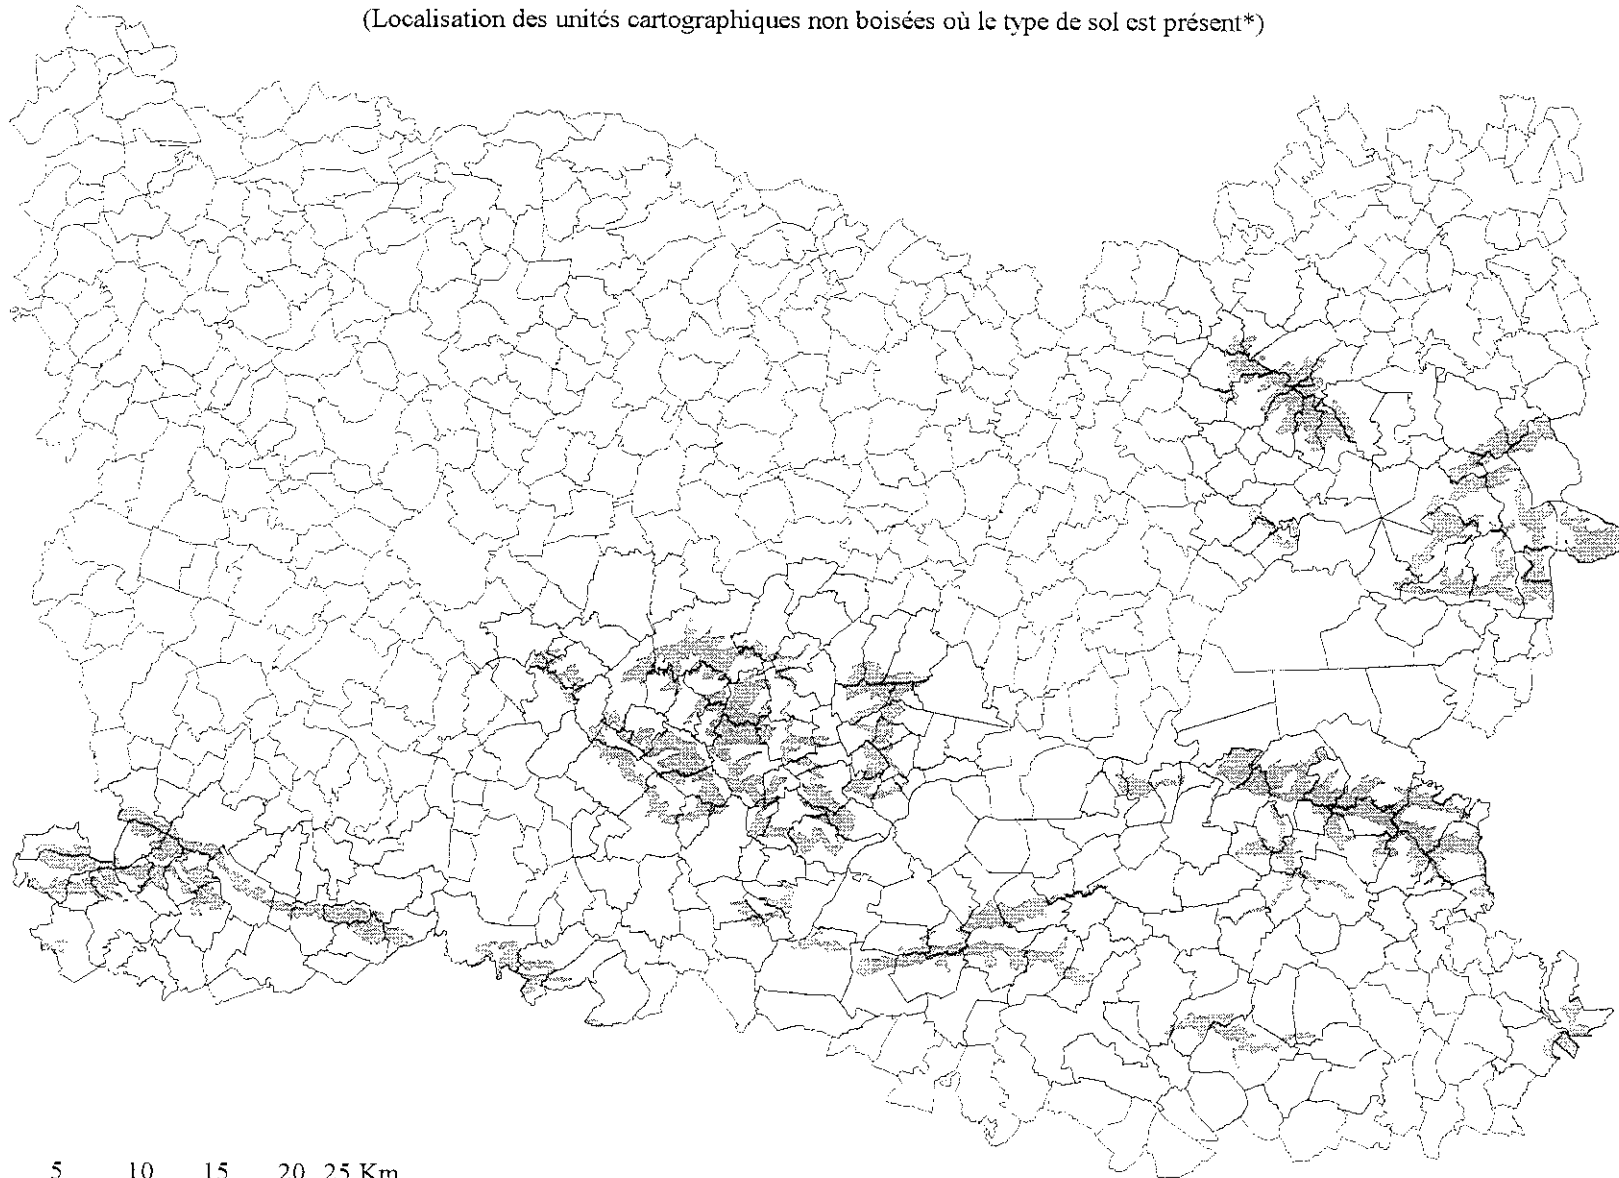 (Localisation des unités cartographiques non boisées où le type de sol est présent*)
5 10 15 20 25 Km